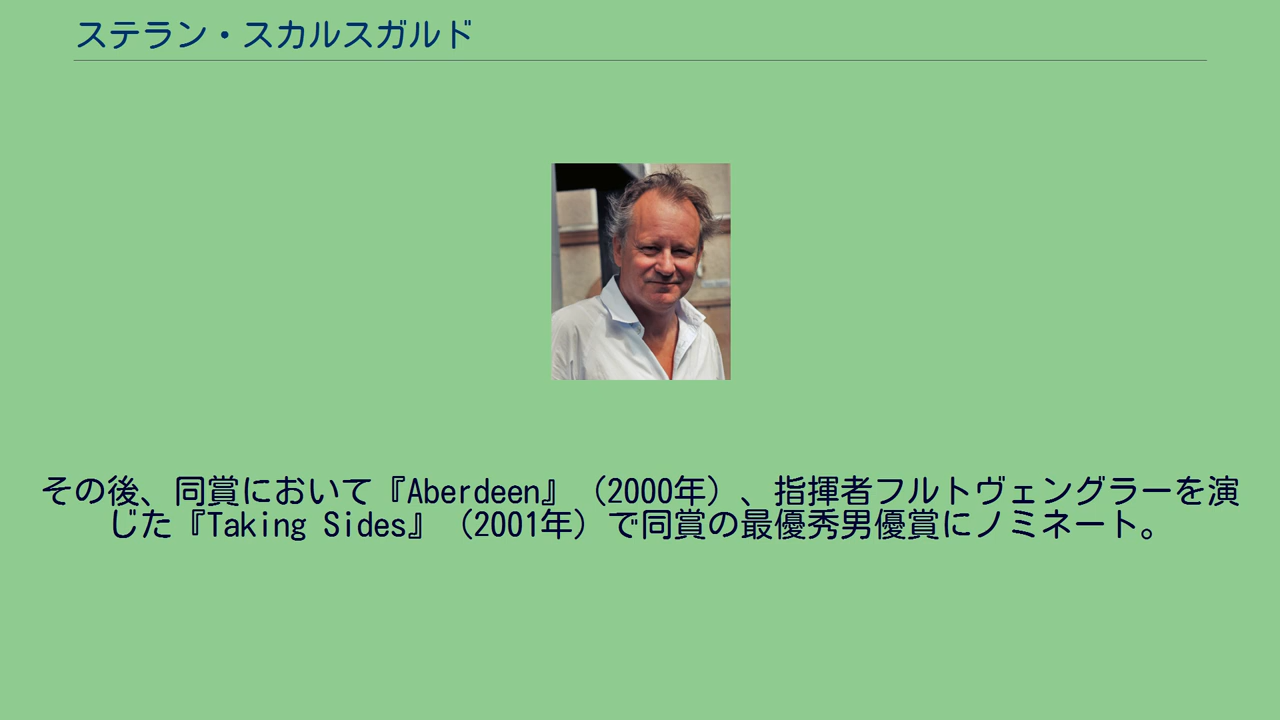 ステラン・スカルスガルド
その後、同賞において『Aberdeen』（2000年）、指揮者フルトヴェングラーを演
じた『Taking Sides』（2001年）で同賞の最優秀男優賞にノミネート。